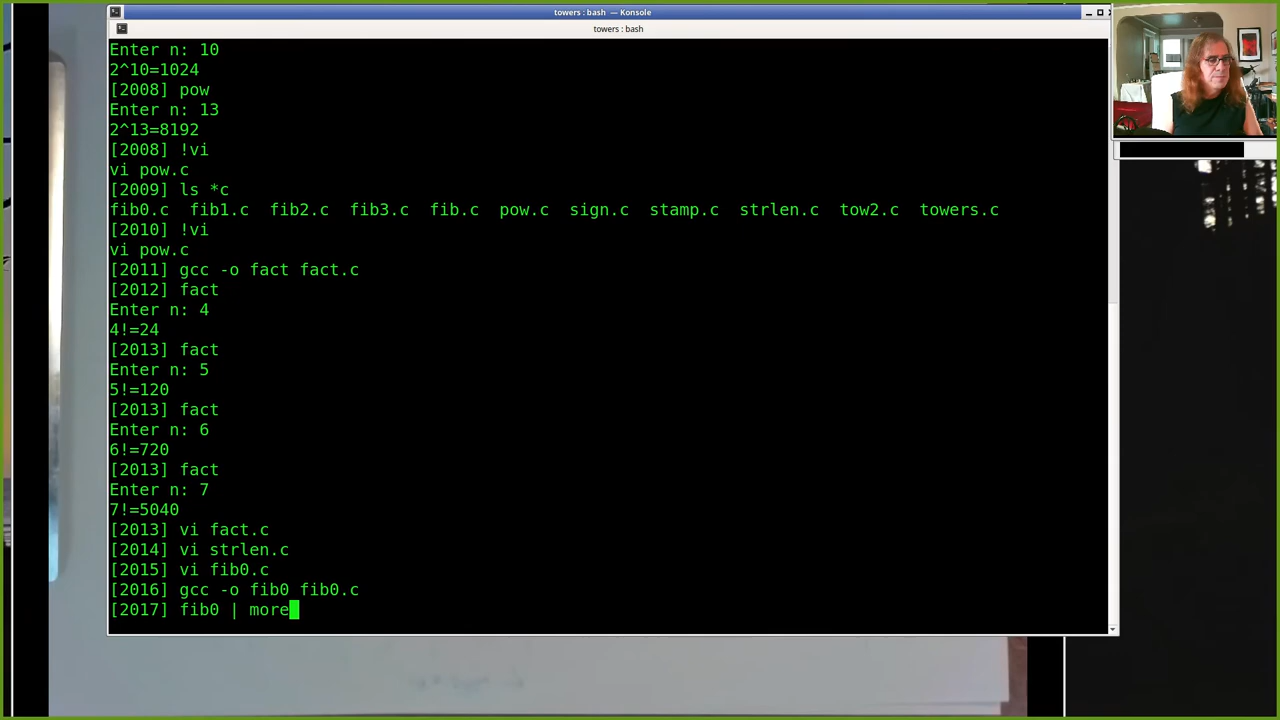 towers : bash — Konsole
towers : bash
Enter n: 10
2^10=1024
[2008] pow
Enter n: 13
2^13=8192
[2008] !vi
vi pow.c
[2009] ls *c
fib0.c  fib1.c  fib2.c  fib3.c  fib.c  pow.c  sign.c  stamp.c  strlen.c  tow2.c  towers.c
[2010] !vi
vi pow.c
[2011] gcc -o fact fact.c
[2012] fact
Enter n: 4
4!=24
[2013] fact
Enter n: 5
5!=120
[2013] fact
Enter n: 6
6!=720
[2013] fact
Enter n: 7
7!=5040
[2013] vi fact.c
[2014] vi strlen.c
[2015] vi fib0.c
[2016] gcc -o fib0 fib0.c
[2017] fib0 | more